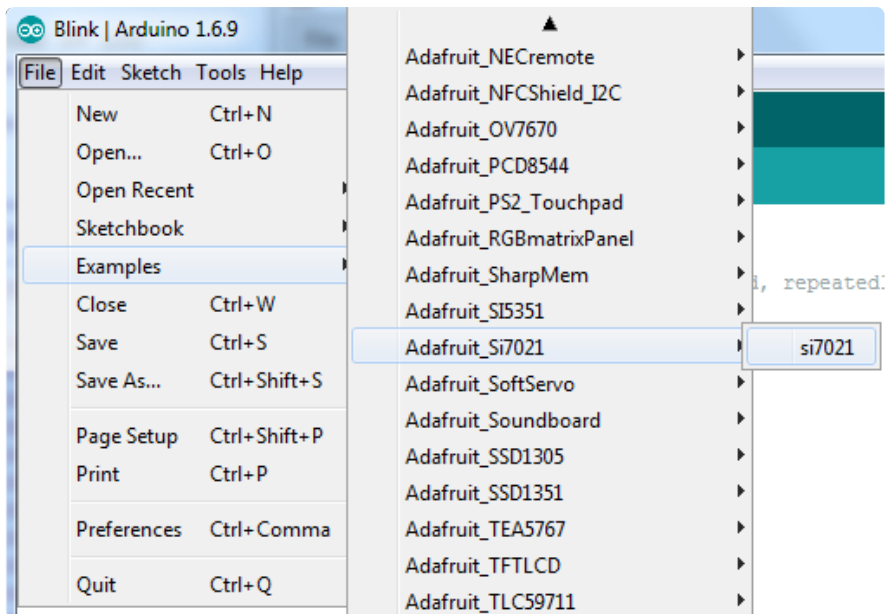 Blink | Arduino 1.6.9
File Edit Sketch Tools Help
New Ctrl+N
Open... Ctrl+O
Open Recent
Sketchbook
Examples
Close Ctrl+W
Save Ctrl+S
Save As... Ctrl+Shift+S
Page Setup Ctrl+Shift+P
Print Ctrl+P
Preferences Ctrl+Comma
Quit Ctrl+Q
Adafruit_NECremote
Adafruit_NFCShield_I2C
Adafruit_OV7670
Adafruit_PCD8544
Adafruit_PS2_Touchpad
Adafruit_RGBmatrixPanel
Adafruit_SharpMem
Adafruit_SI5351
Adafruit_Si7021
Adafruit_SoftServo
Adafruit_Soundboard
Adafruit_SSD1305
Adafruit_SSD1351
Adafruit_TEA5767
Adafruit_TFTLCD
Adafruit_TLC59711
si7021